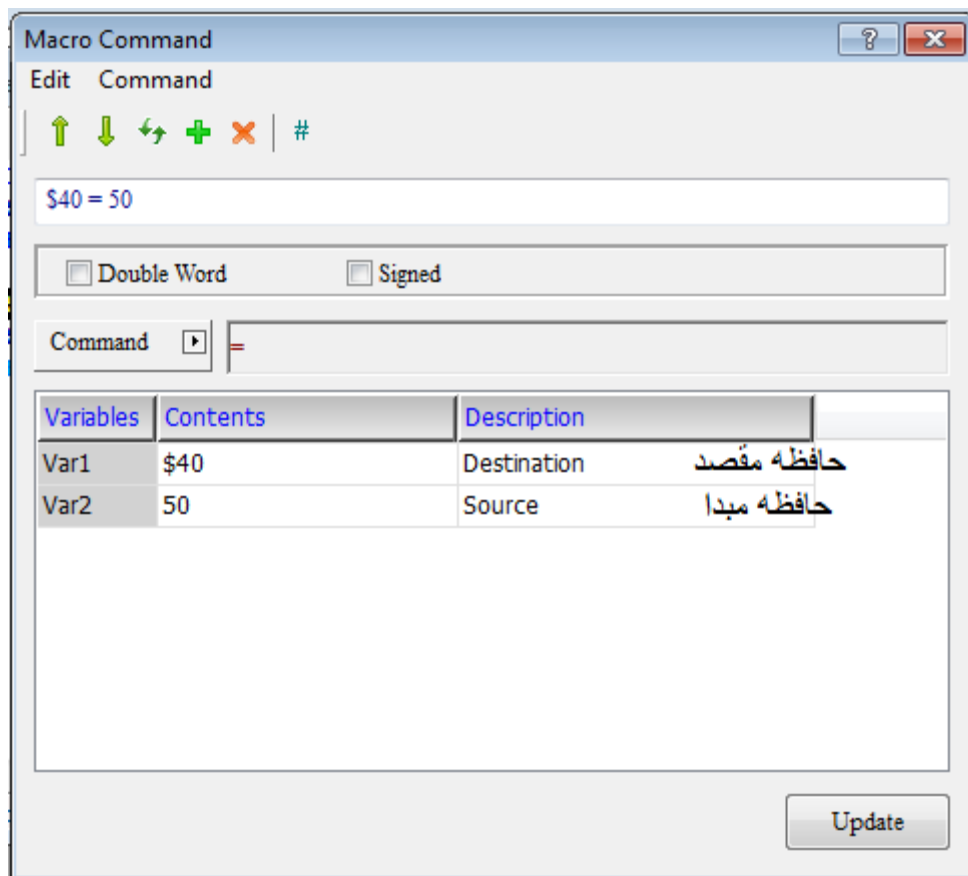 Macro Command
Edit Command
#
$40 = 50
Double Word Signed
Command =
Variables Contents Description
Var1 $40 Destination حافظه مقصد
Var2 50 Source حافظه مبدا
Update